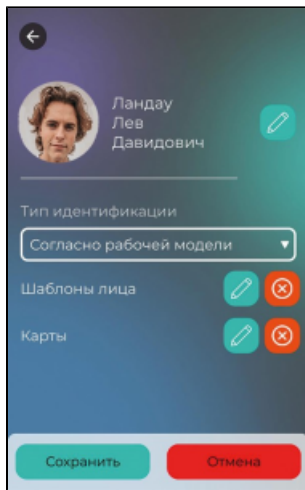 Ландау
Лев
Давидович
Тип идентификации
Согласно рабочей модели
Шаблоны лица
Карты
Сохранить
Отмена